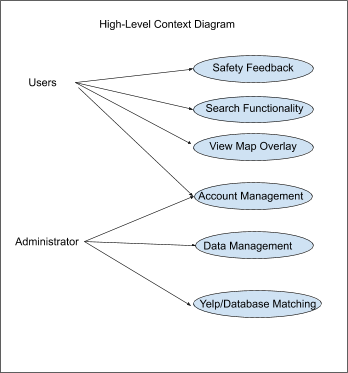 High-Level Context Diagram
Safety Feedback
Users
Search Functionality
View Map Overlay
Account Management
Administrator
Data Management
Yelp/Database Matching